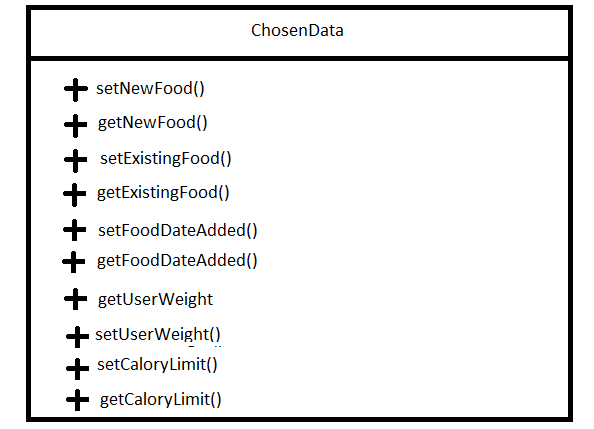 ChosenData
+ setNewFood()
+ getNewFood()
+ setExistingFood()
+ getExistingFood()
+ setFoodDateAdded()
+ getFoodDateAdded()
+ getUserWeight
+ setUserWeight()
+ setCaloryLimit()
+ getCaloryLimit()